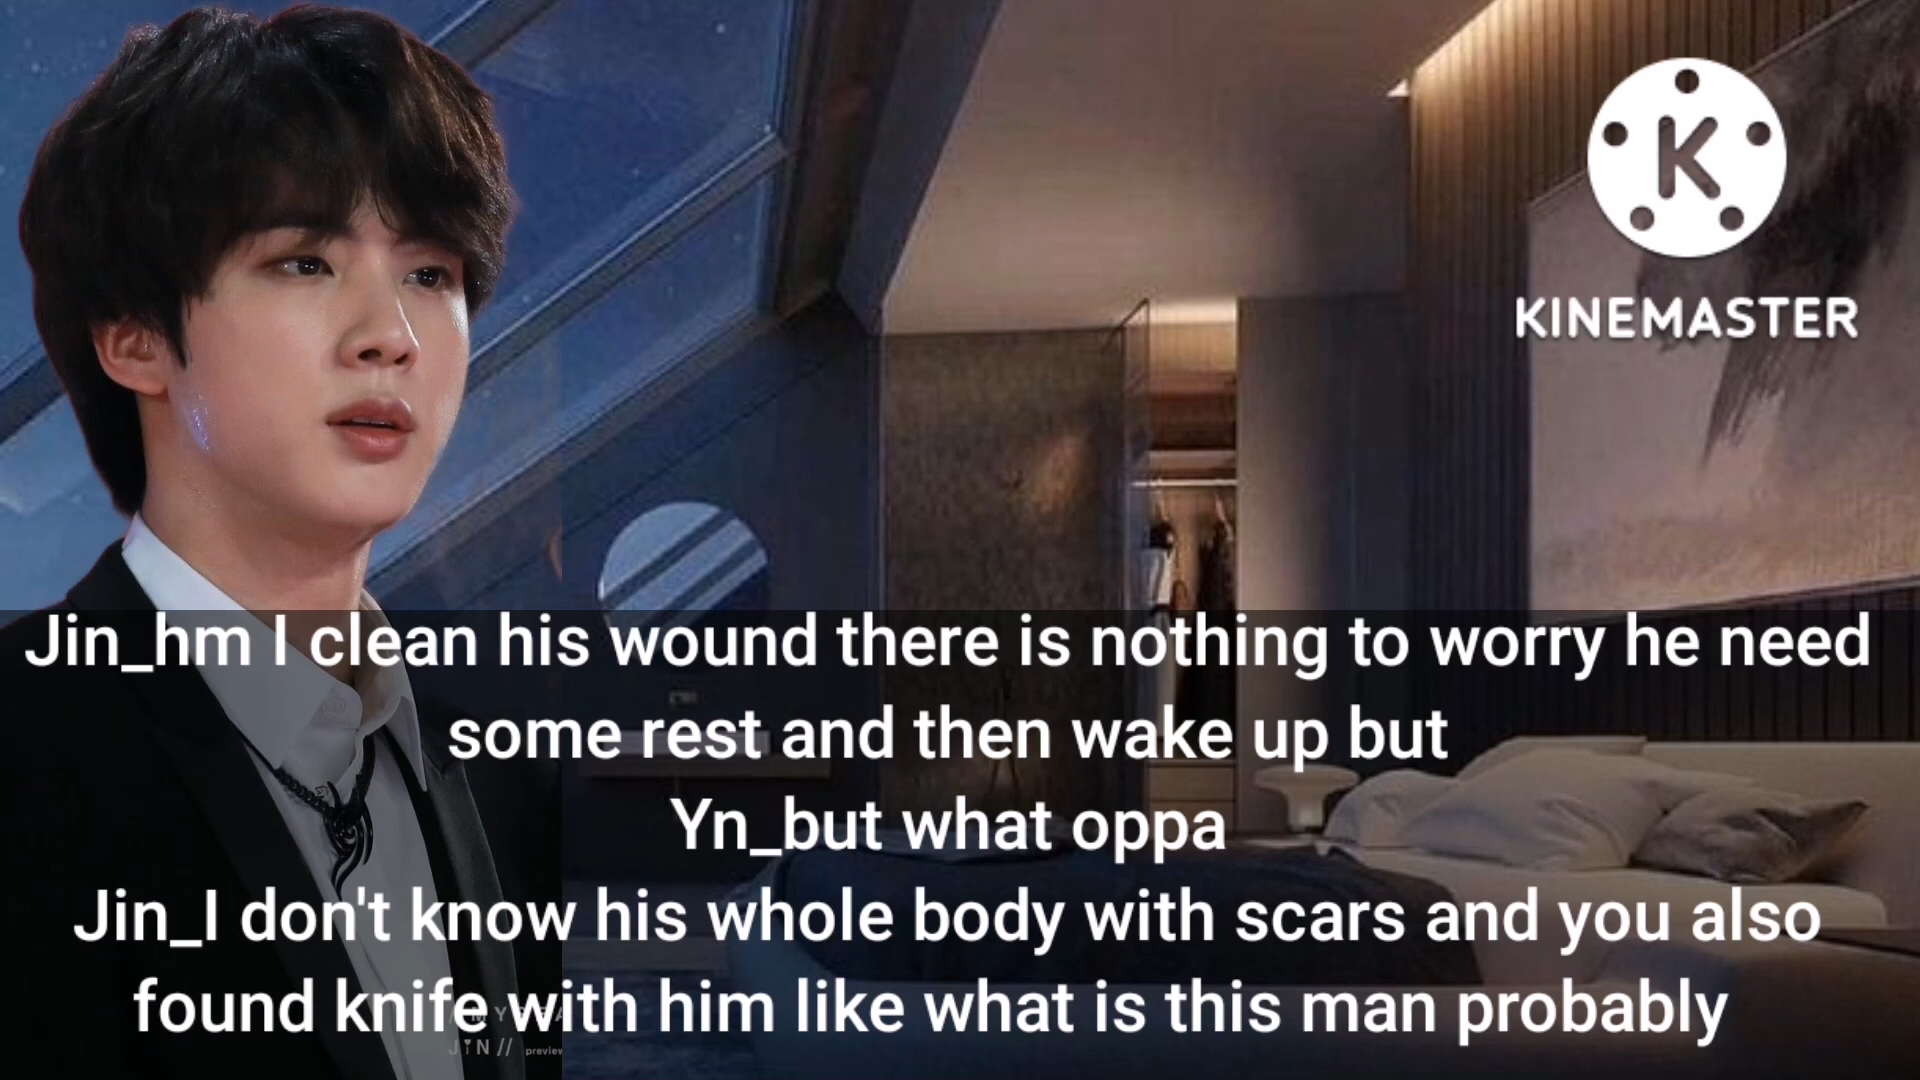 KINEMASTER
Jin_hm I clean his wound there is nothing to worry he need
some rest and then wake up but
Yn_but what oppa
Jin_I don't know his whole body with scars and you also
found knife with him like what is this man probably
JIN // preview